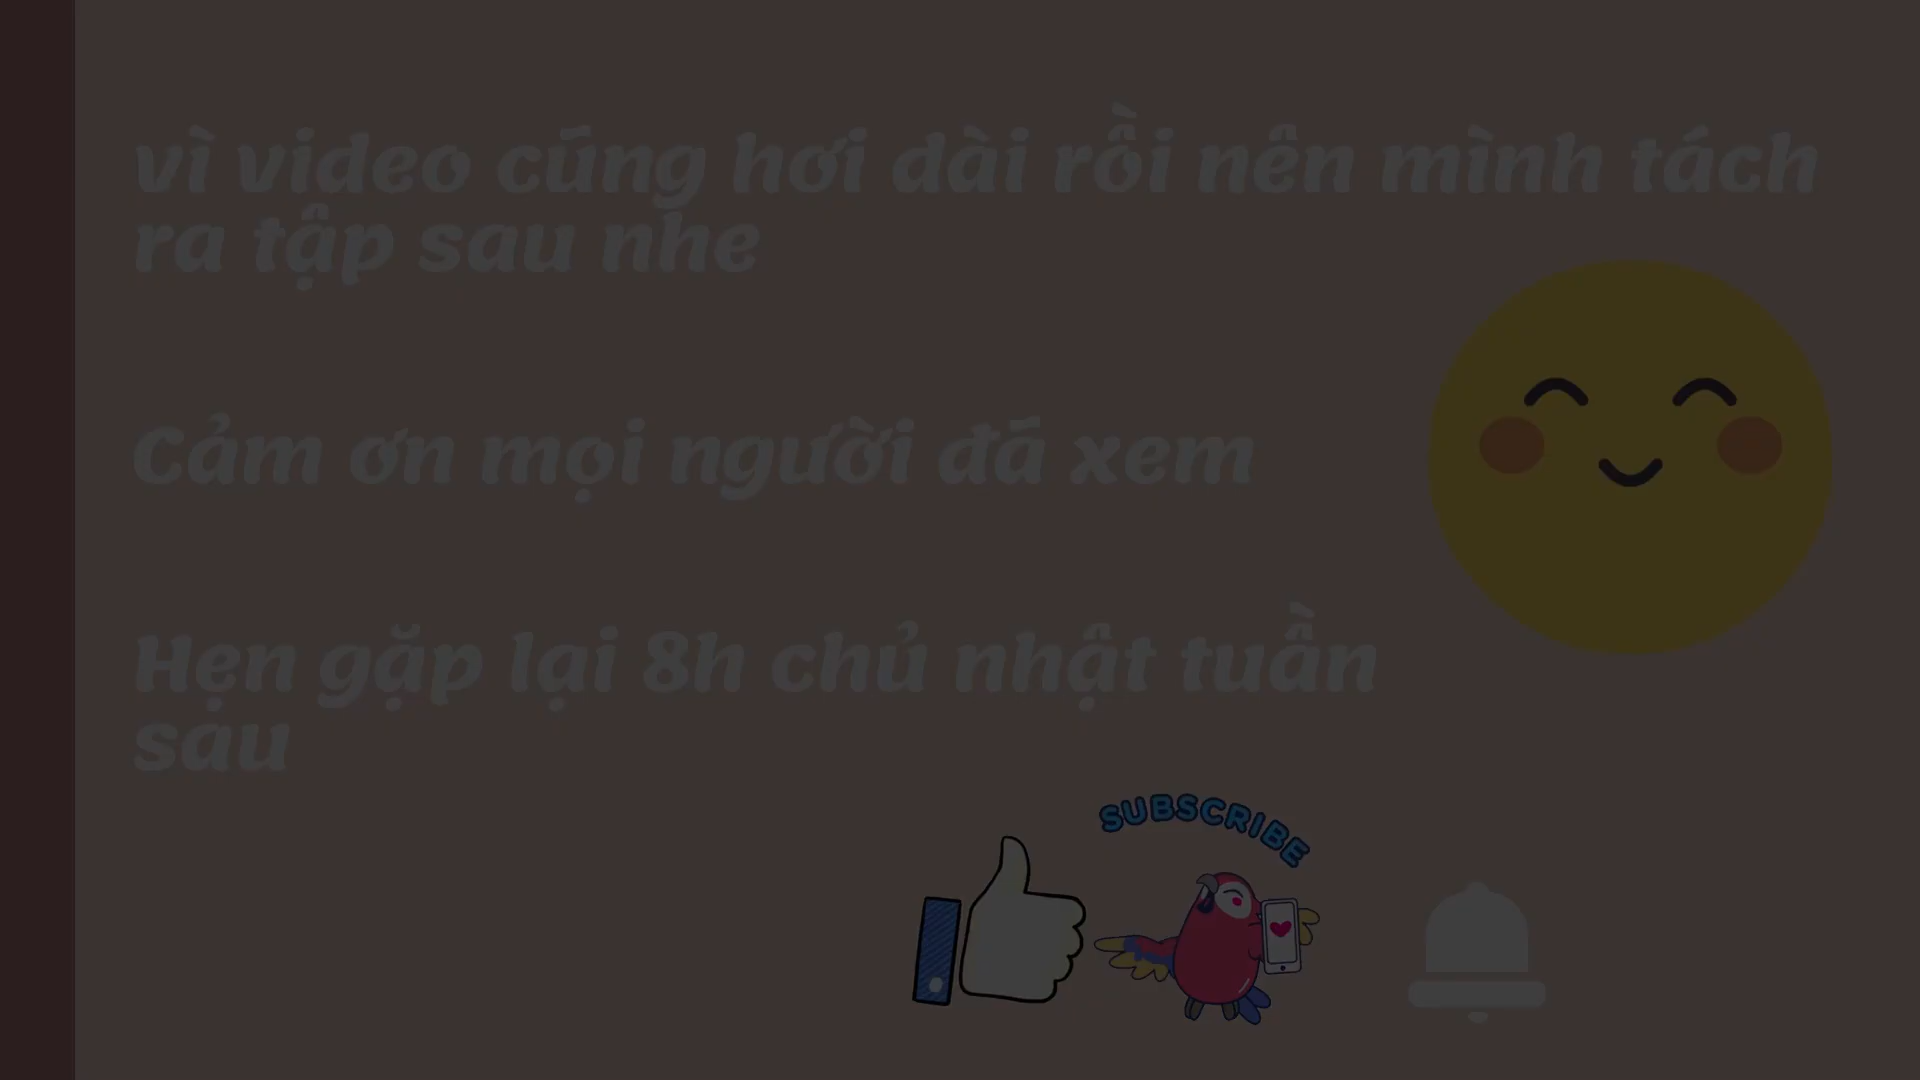 vì video cũng hơi dài rồi nên mình tách
ra tập sau nhe
Cảm ơn mọi người đã xem
Hẹn gặp lại 8h chủ nhật tuần
sau
SUBSCRIBE